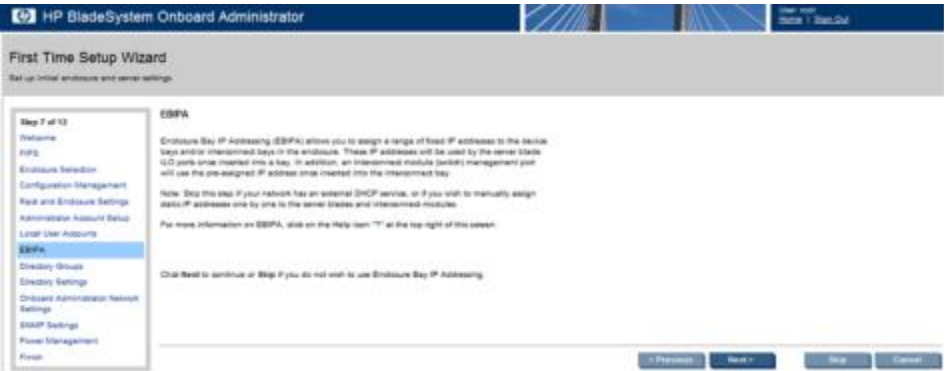 HP BladeSystem Onboard Administrator
User: root
Home | Sign Out
First Time Setup Wizard
Set up initial enclosure and server settings
Step 7 of 13
Welcome
FIPS
Enclosure Selection
Configuration Management
Rack and Enclosure Settings
Administrator Account Setup
Local User Accounts
EBIPA
Directory Groups
Directory Settings
Onboard Administrator Network
Settings
SNMP Settings
Power Management
Finish
EBIPA
Enclosure Bay IP Addressing (EBIPA) allows you to assign a range of fixed IP addresses to the device
bays and/or interconnect bays in the enclosure. These IP addresses will be used by the server blade
iLO ports once inserted into a bay. In addition, an interconnect module (switch) management port
will use the pre-assigned IP address once inserted into the interconnect bay.
Note: Skip this step if your network has an external DHCP service, or if you wish to manually assign
static IP addresses one by one to the server blades and interconnect modules.
For more information on EBIPA, click on the Help icon "?" at the top right of this screen.
Click Next to continue or Skip if you do not wish to use Enclosure Bay IP Addressing.
< Previous
Next >
Skip
Cancel